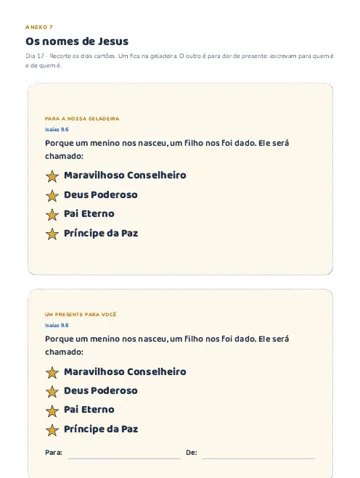 ANEXO 7
Os nomes de Jesus
Dia 17 · Recorte os dois cartões. Um fica na geladeira. O outro é para dar de presente: escrevam para quem é
e de quem é.
PARA A NOSSA GELADEIRA
Isaías 9.6
Porque um menino nos nasceu, um filho nos foi dado. Ele será
chamado:
Maravilhoso Conselheiro
Deus Poderoso
Pai Eterno
Príncipe da Paz
UM PRESENTE PARA VOCÊ
Isaías 9.6
Porque um menino nos nasceu, um filho nos foi dado. Ele será
chamado:
Maravilhoso Conselheiro
Deus Poderoso
Pai Eterno
Príncipe da Paz
Para: De: